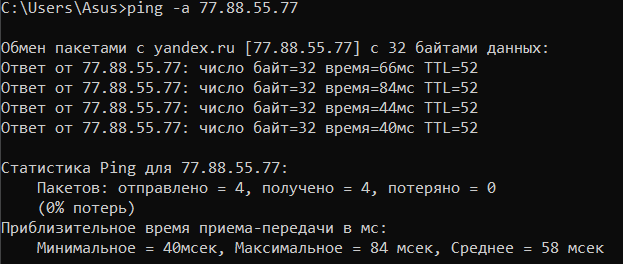 C:\Users\Asus>ping -a 77.88.55.77
Обмен пакетами с yandex.ru [77.88.55.77] с 32 байтами данных:
Ответ от 77.88.55.77: число байт=32 время=66мс TTL=52
Ответ от 77.88.55.77: число байт=32 время=84мс TTL=52
Ответ от 77.88.55.77: число байт=32 время=44мс TTL=52
Ответ от 77.88.55.77: число байт=32 время=40мс TTL=52
Статистика Ping для 77.88.55.77:
    Пакетов: отправлено = 4, получено = 4, потеряно = 0
    (0% потерь)
Приблизительное время приема-передачи в мс:
    Минимальное = 40мсек, Максимальное = 84 мсек, Среднее = 58 мсек